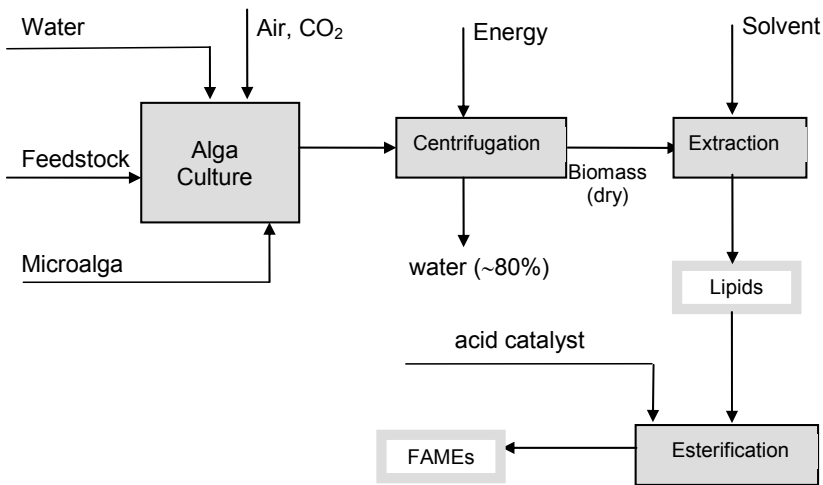 Water
Air, CO₂
Energy
Solvent
Feedstock
Alga
Culture
Centrifugation
Biomass
(dry)
Extraction
Microalga
water (~80%)
Lipids
acid catalyst
FAMEs
Esterification